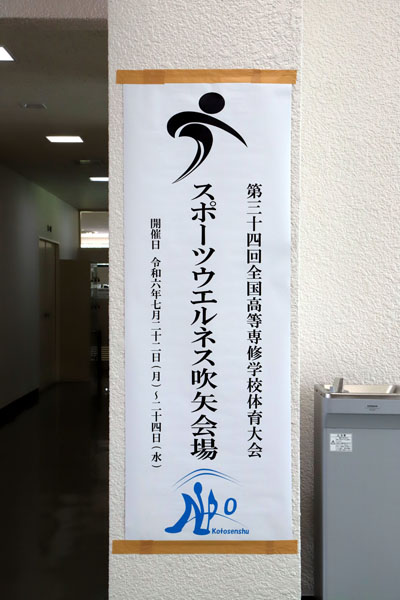 第三十四回全国高等専修学校体育大会
スポーツウエルネス吹矢会場
開催日 令和六年七月二十二日(月)~二十四日(水)
Kotosenshu